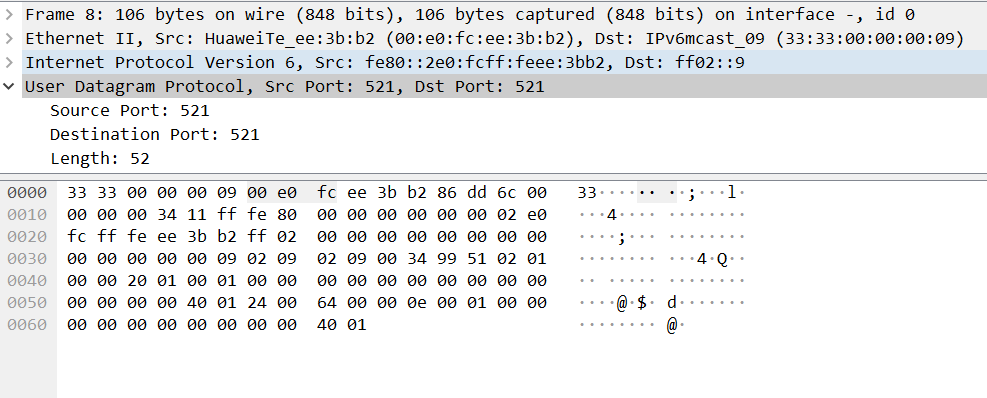 Frame 8: 106 bytes on wire (848 bits), 106 bytes captured (848 bits) on interface -, id 0
Ethernet II, Src: HuaweiTe_ee:3b:b2 (00:e0:fc:ee:3b:b2), Dst: IPv6mcast_09 (33:33:00:00:00:09)
Internet Protocol Version 6, Src: fe80::2e0:fcff:feee:3bb2, Dst: ff02::9
User Datagram Protocol, Src Port: 521, Dst Port: 521
Source Port: 521
Destination Port: 521
Length: 52
0000 33 33 00 00 00 09 00 e0 fc ee 3b b2 86 dd 6c 00 33······ ··;···l·
0010 00 00 00 34 11 ff fe 80 00 00 00 00 00 00 02 e0 ···4···· ········
0020 fc ff fe ee 3b b2 ff 02 00 00 00 00 00 00 00 00 ····;··· ········
0030 00 00 00 00 00 09 02 09 02 09 00 34 99 51 02 01 ········ ···4·Q··
0040 00 00 20 01 00 01 00 00 00 00 00 00 00 00 00 00 ·· ····· ········
0050 00 00 00 00 40 01 24 00 64 00 00 0e 00 01 00 00 ····@·$· d·······
0060 00 00 00 00 00 00 00 00 40 01 ········ @·